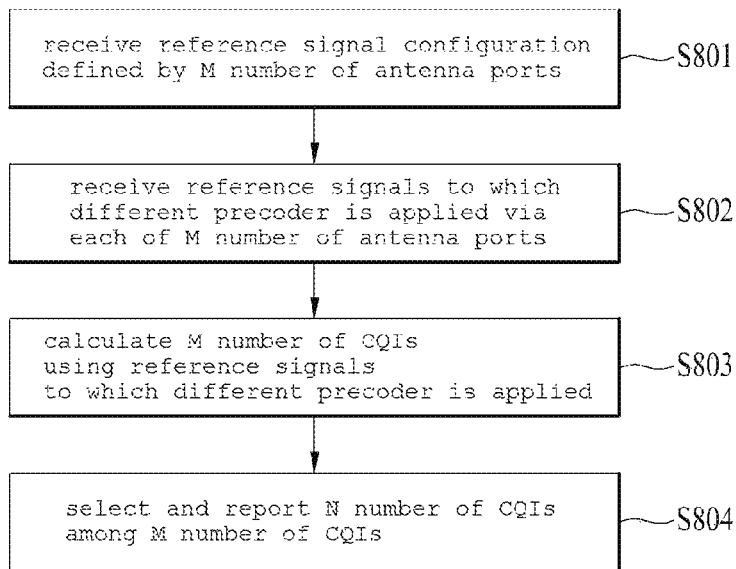 receive reference signal configuration
defined by M number of antenna ports
S801
receive reference signals to which
different precoder is applied via
each of M number of antenna ports
S802
calculate M number of CQIs
using reference signals
to which different precoder is applied
S803
select and report N number of CQIs
among M number of CQIs
S804